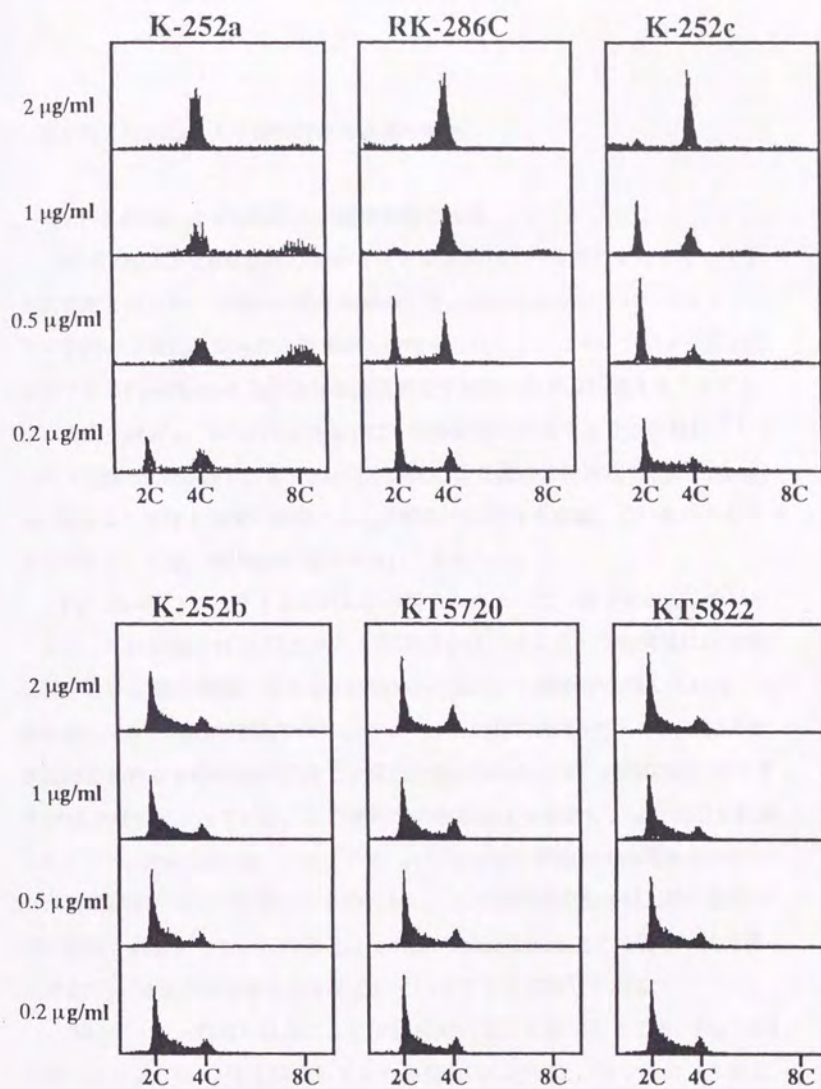 K-252a RK-286C K-252c
2 μg/ml
1 μg/ml
0.5 μg/ml
0.2 μg/ml
2C 4C 8C 2C 4C 8C 2C 4C 8C
K-252b KT5720 KT5822
2 μg/ml
1 μg/ml
0.5 μg/ml
0.2 μg/ml
2C 4C 8C 2C 4C 8C 2C 4C 8C